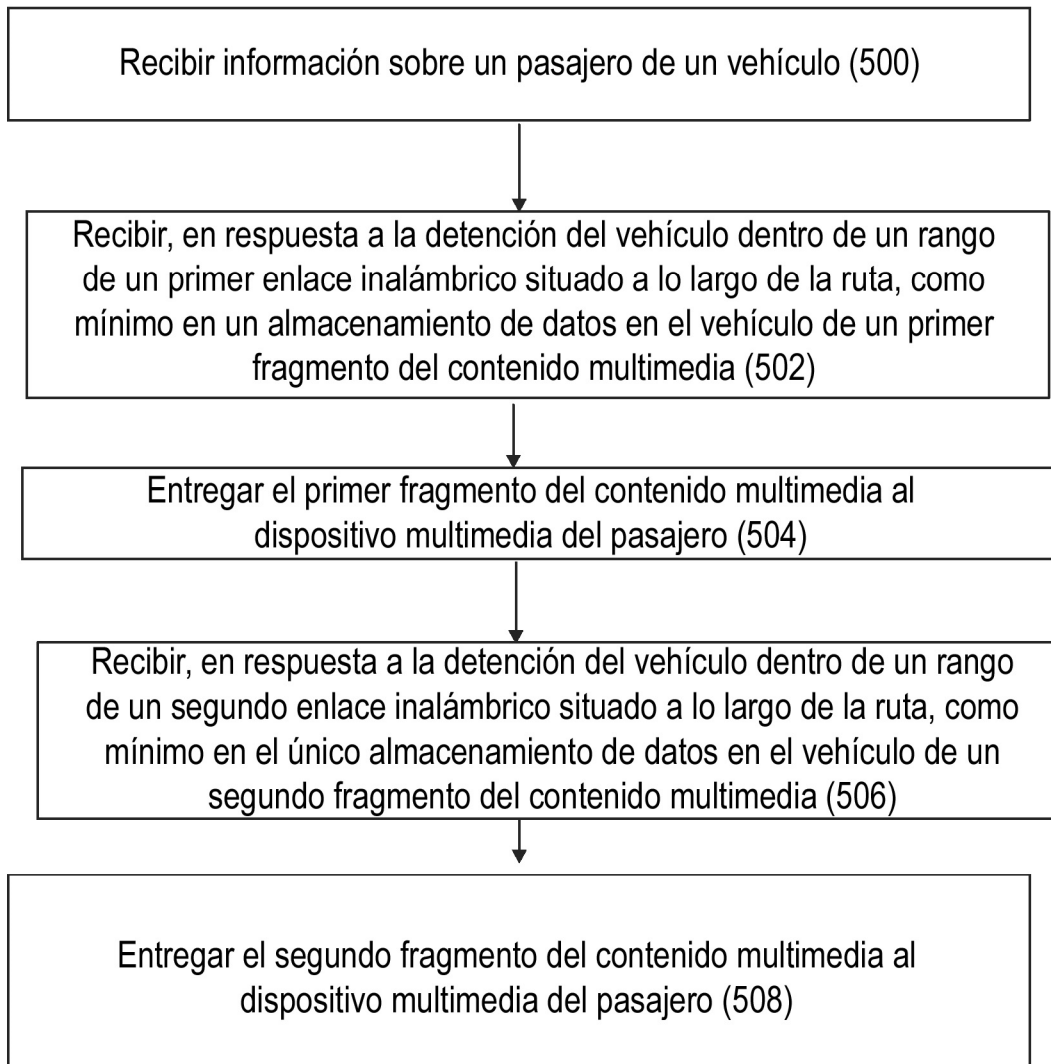 Recibir información sobre un pasajero de un vehículo (500)
Recibir, en respuesta a la detención del vehículo dentro de un rango
de un primer enlace inalámbrico situado a lo largo de la ruta, como
mínimo en un almacenamiento de datos en el vehículo de un primer
fragmento del contenido multimedia (502)
Entregar el primer fragmento del contenido multimedia al
dispositivo multimedia del pasajero (504)
Recibir, en respuesta a la detención del vehículo dentro de un rango
de un segundo enlace inalámbrico situado a lo largo de la ruta, como
mínimo en el único almacenamiento de datos en el vehículo de un
segundo fragmento del contenido multimedia (506)
Entregar el segundo fragmento del contenido multimedia al
dispositivo multimedia del pasajero (508)